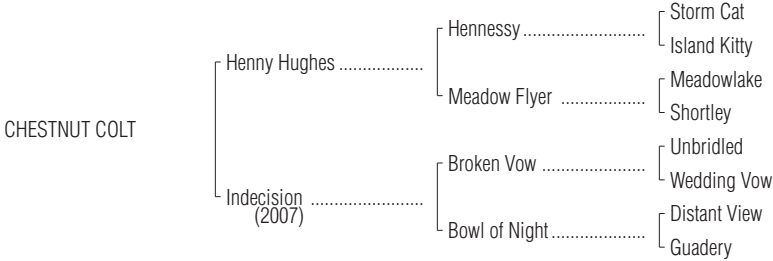 Storm Cat
Hennessy ..........................
Island Kitty
Henny Hughes ..................
Meadowlake
Meadow Flyer ..................
Shortley
CHESTNUT COLT
Unbridled
Broken Vow ......................
Wedding Vow
Indecision ........................
(2007)
Distant View
Bowl of Night ....................
Guadery